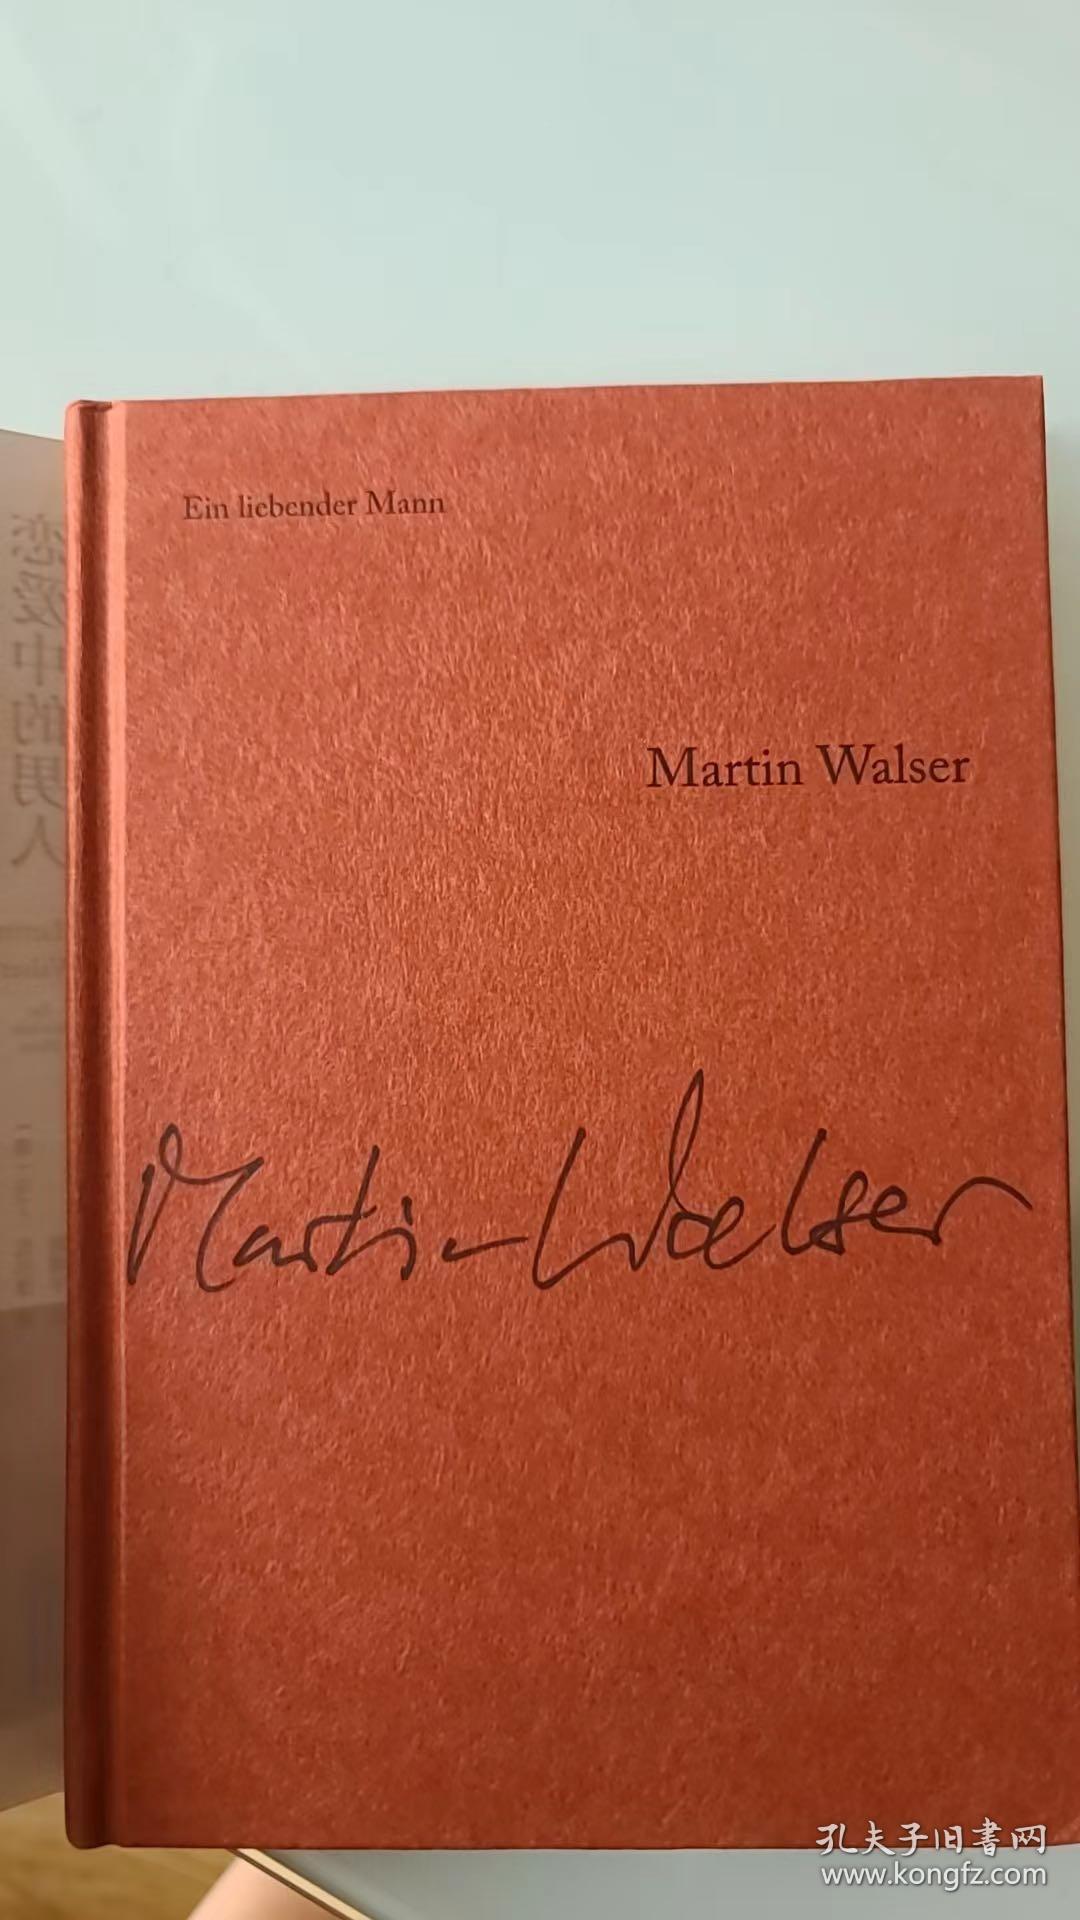 Ein liebender Mann
Martin Walser
Martin Walser
恋爱中的男人
孔夫子旧書网
www.kongfz.com